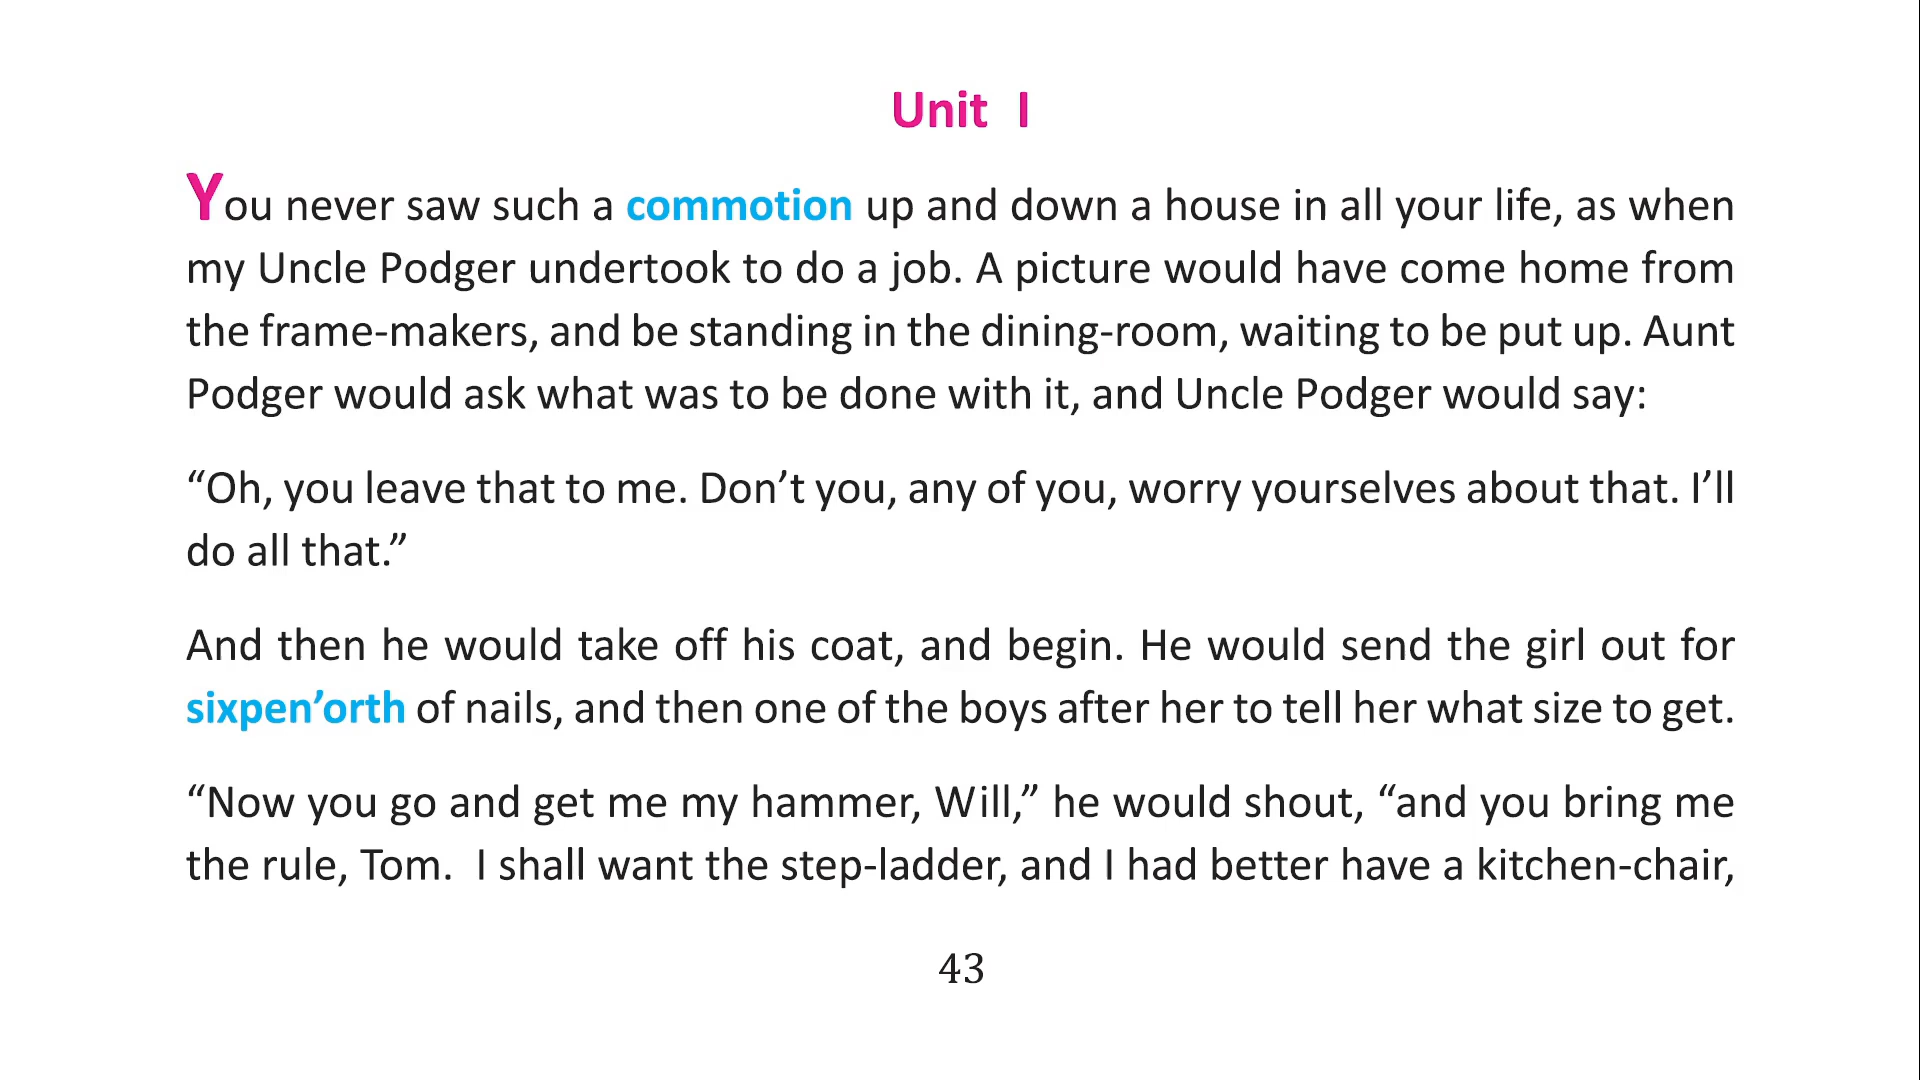 Unit I
You never saw such a commotion up and down a house in all your life, as when
my Uncle Podger undertook to do a job. A picture would have come home from
the frame-makers, and be standing in the dining-room, waiting to be put up. Aunt
Podger would ask what was to be done with it, and Uncle Podger would say:
“Oh, you leave that to me. Don’t you, any of you, worry yourselves about that. I’ll
do all that.”
And then he would take off his coat, and begin. He would send the girl out for
sixpen’orth of nails, and then one of the boys after her to tell her what size to get.
“Now you go and get me my hammer, Will,” he would shout, “and you bring me
the rule, Tom. I shall want the step-ladder, and I had better have a kitchen-chair,
43